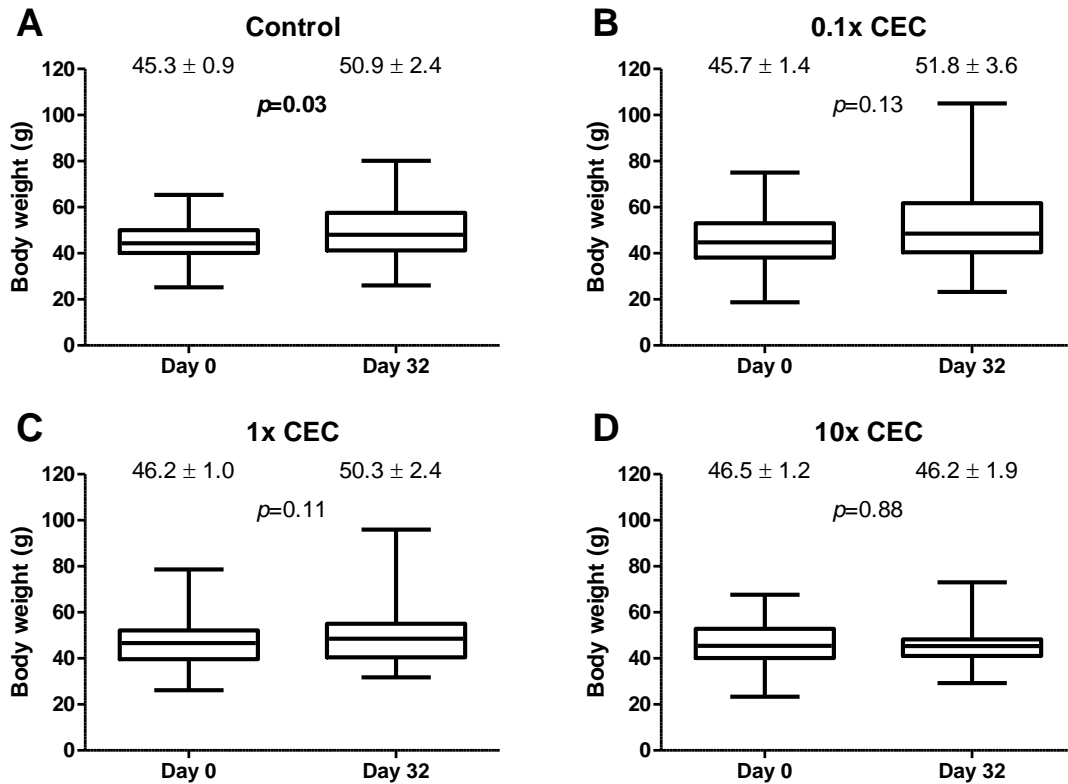 A
Control
45.3 ± 0.9
50.9 ± 2.4
p=0.03
Body weight (g)
120
100
80
60
40
20
0
Day 0
Day 32
B
0.1x CEC
45.7 ± 1.4
51.8 ± 3.6
p=0.13
Body weight (g)
120
100
80
60
40
20
0
Day 0
Day 32
C
1x CEC
46.2 ± 1.0
50.3 ± 2.4
p=0.11
Body weight (g)
120
100
80
60
40
20
0
Day 0
Day 32
D
10x CEC
46.5 ± 1.2
46.2 ± 1.9
p=0.88
Body weight (g)
120
100
80
60
40
20
0
Day 0
Day 32